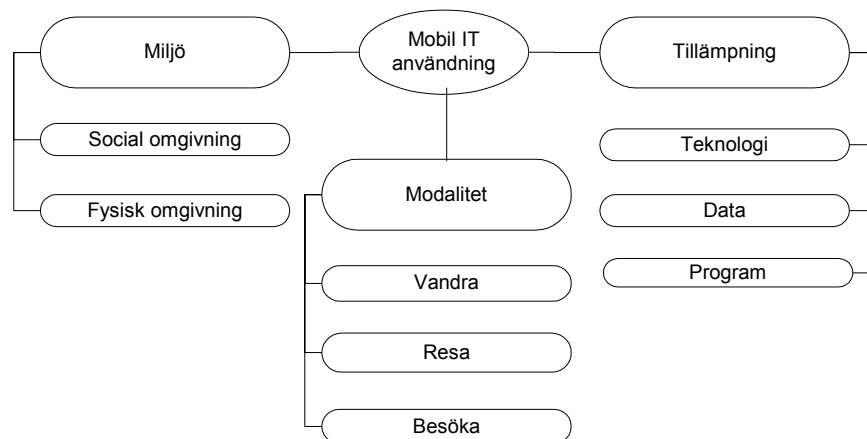 Mobil IT
användning
Miljö
Social omgivning
Fysisk omgivning
Modalitet
Vandra
Resa
Besöka
Tillämpning
Teknologi
Data
Program